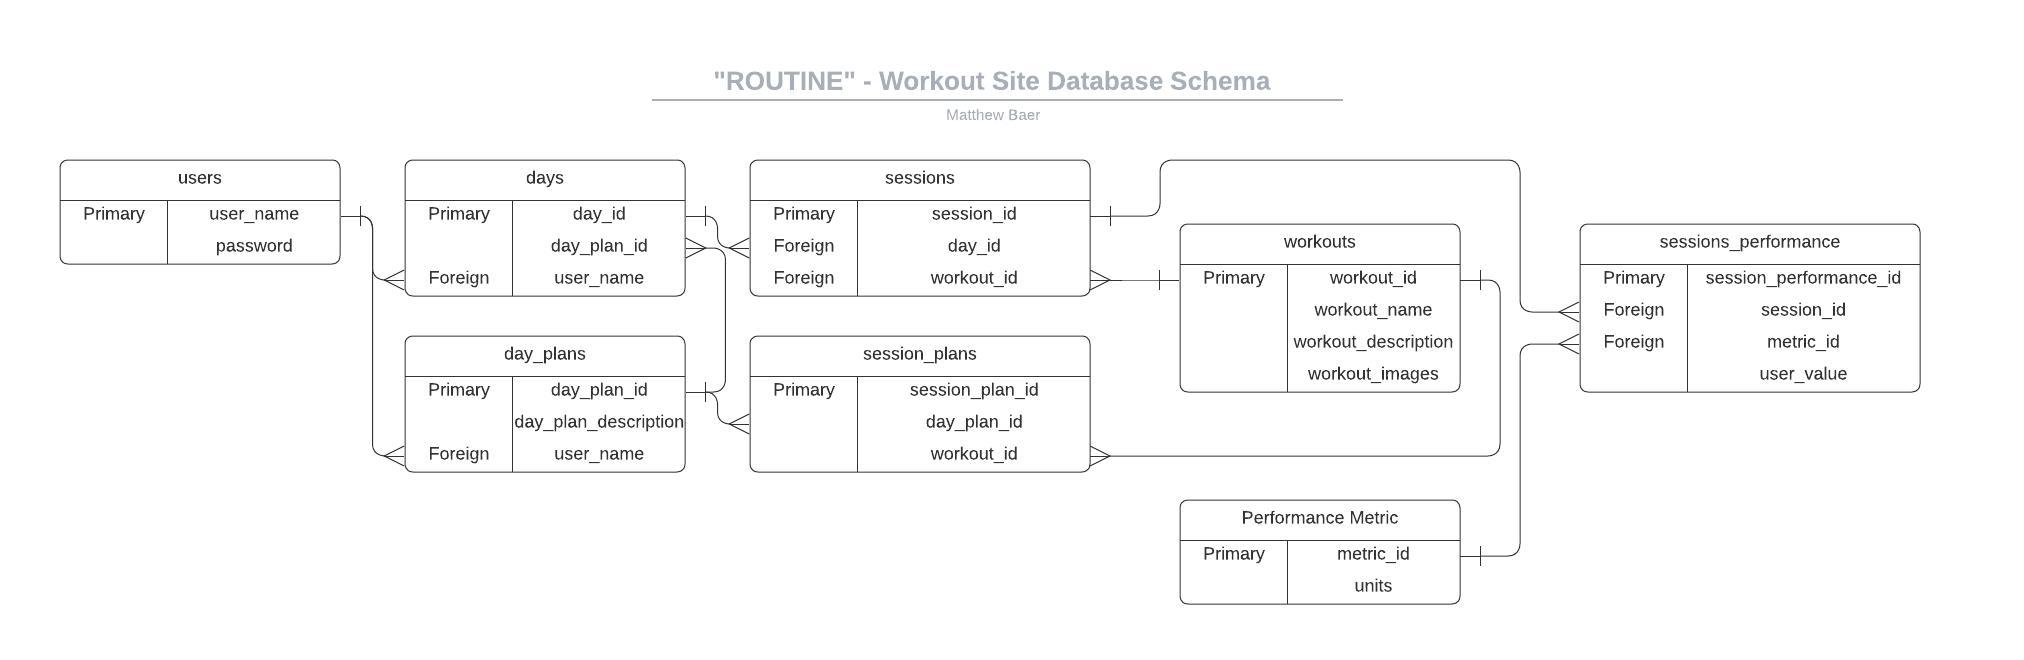 "ROUTINE" - Workout Site Database Schema
Matthew Baer
users
Primary user_name
password
days
Primary day_id
day_plan_id
Foreign user_name
sessions
Primary session_id
Foreign day_id
Foreign workout_id
workouts
Primary workout_id
workout_name
workout_description
workout_images
sessions_performance
Primary session_performance_id
Foreign session_id
Foreign metric_id
user_value
day_plans
Primary day_plan_id
day_plan_description
Foreign user_name
session_plans
Primary session_plan_id
day_plan_id
workout_id
Performance Metric
Primary metric_id
units